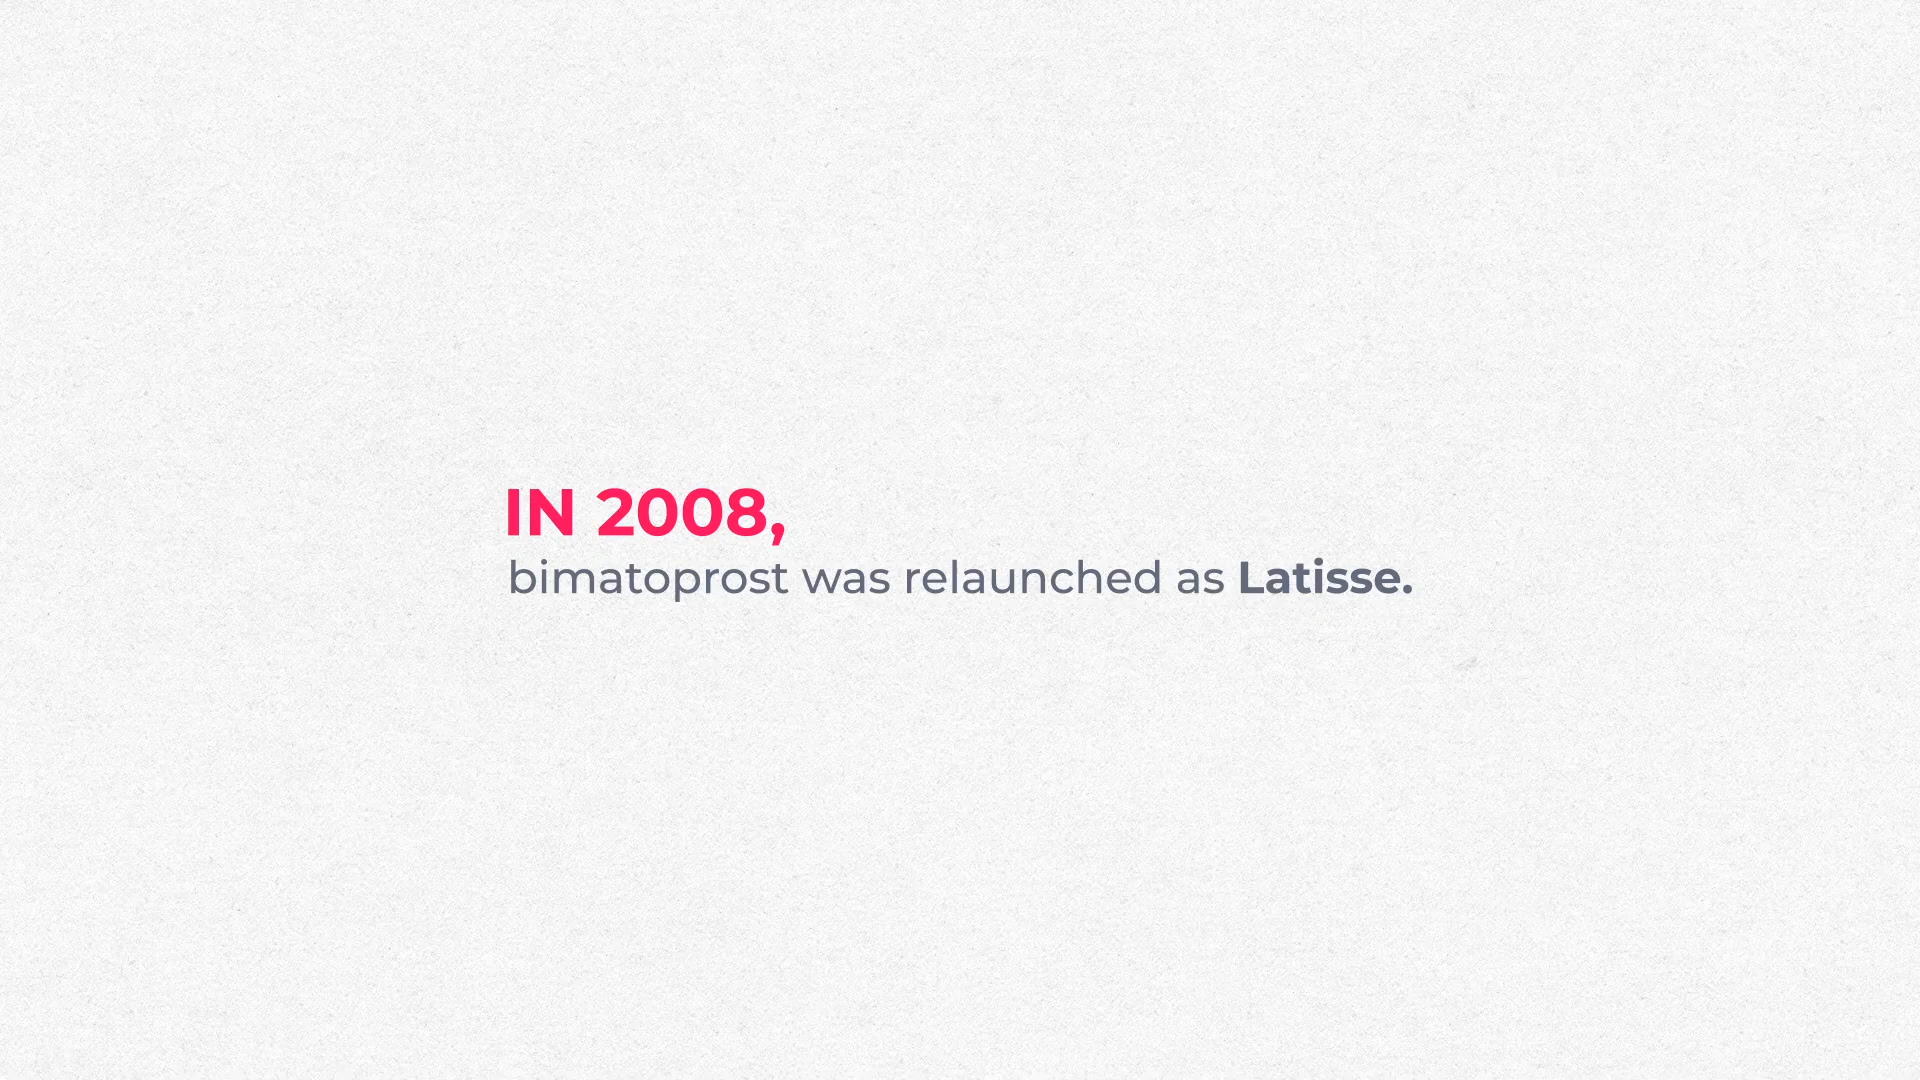 IN 2008,
bimatoprost was relaunched as Latisse.